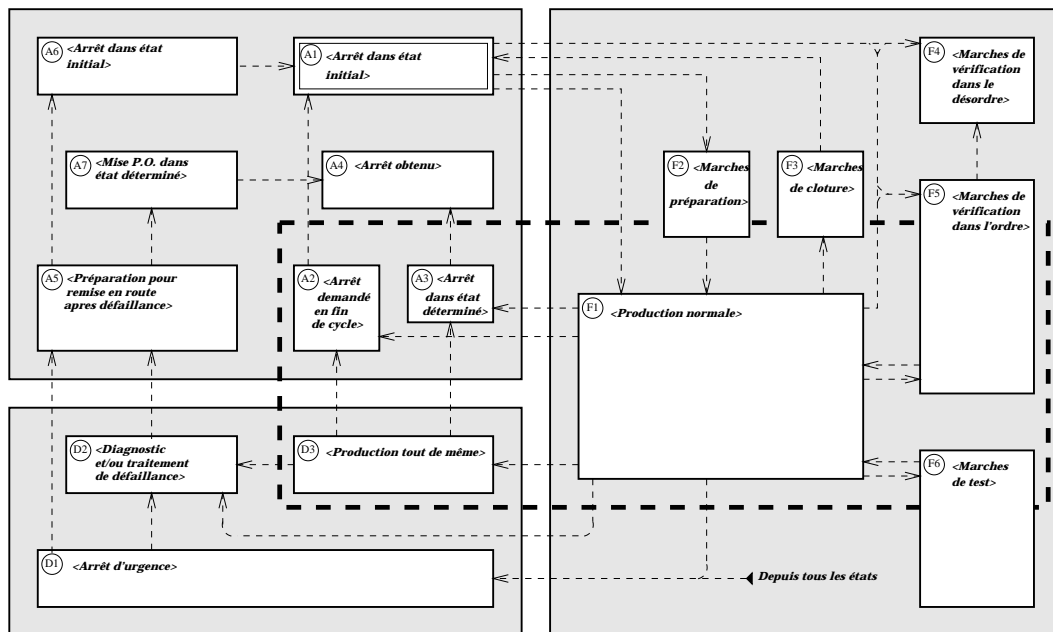 A6 <Arrêt dans état
initial>
A1 <Arrêt dans état
initial>
F4 <Marches de
vérification
dans le
désordre>
A7 <Mise P.O. dans
état déterminé>
A4 <Arrêt obtenu>
F2 <Marches
de
préparation>
F3 <Marches
de cloture>
F5 <Marches de
vérification
dans l'ordre>
A5 <Préparation pour
remise en route
apres défaillance>
A2 <Arrêt
demandé
en fin
de cycle>
A3 <Arrêt
dans état
déterminé>
F1 <Production normale>
D2 <Diagnostic
et/ou traitement
de défaillance>
D3 <Production tout de même>
F6 <Marches
de test>
D1 <Arrêt d'urgence>
Depuis tous les états